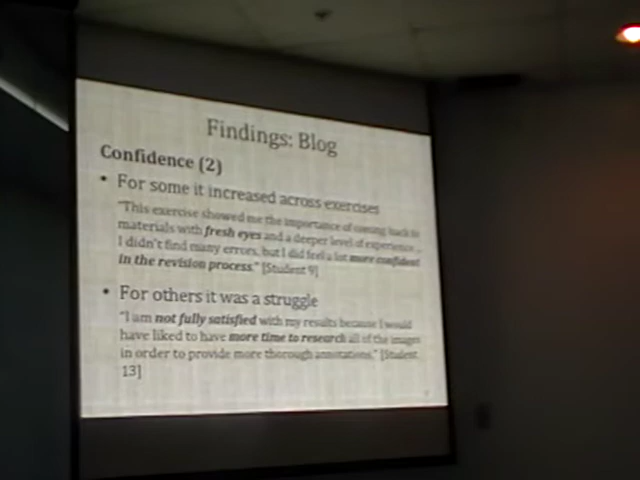 Findings: Blog
Confidence (2)
• For some it increased across exercises
"This exercise showed me the importance of coming back to
materials with fresh eyes and a deeper level of experience...
I didn't find many errors, but I did feel a lot more confident
in the revision process." [Student 9]
• For others it was a struggle
"I am not fully satisfied with my results because I would
have liked to have more time to research all of the images
in order to provide more thorough annotations." [Student
13]